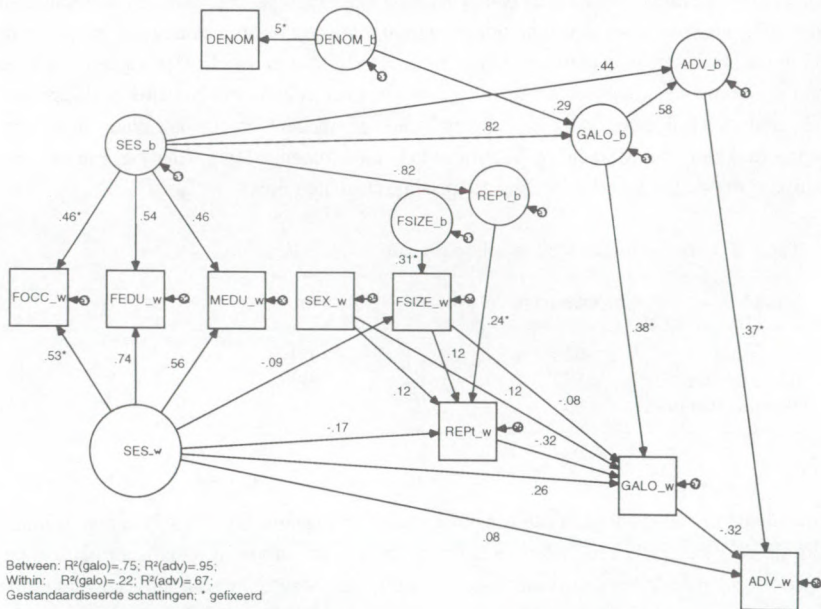 DENOM
5*
DENOM_b
ADV_b
.44
.29
.58
SES_b
.82
GALO_b
-.82
REPt_b
FSIZE_b
.46*
.54
.46
.31*
FOCC_w
FEDU_w
MEDU_w
SEX_w
FSIZE_w
.24*
.38*
.37*
.53*
.74
.56
-.09
.12
.12
.12
-.08
REPt_w
-.17
-.32
SES_w
GALO_w
.26
.08
-.32
ADV_w
Between: R²(galo)=.75; R²(adv)=.95;
Within: R²(galo)=.22; R²(adv)=.67;
Gestandaardiseerde schattingen; * gefixeerd